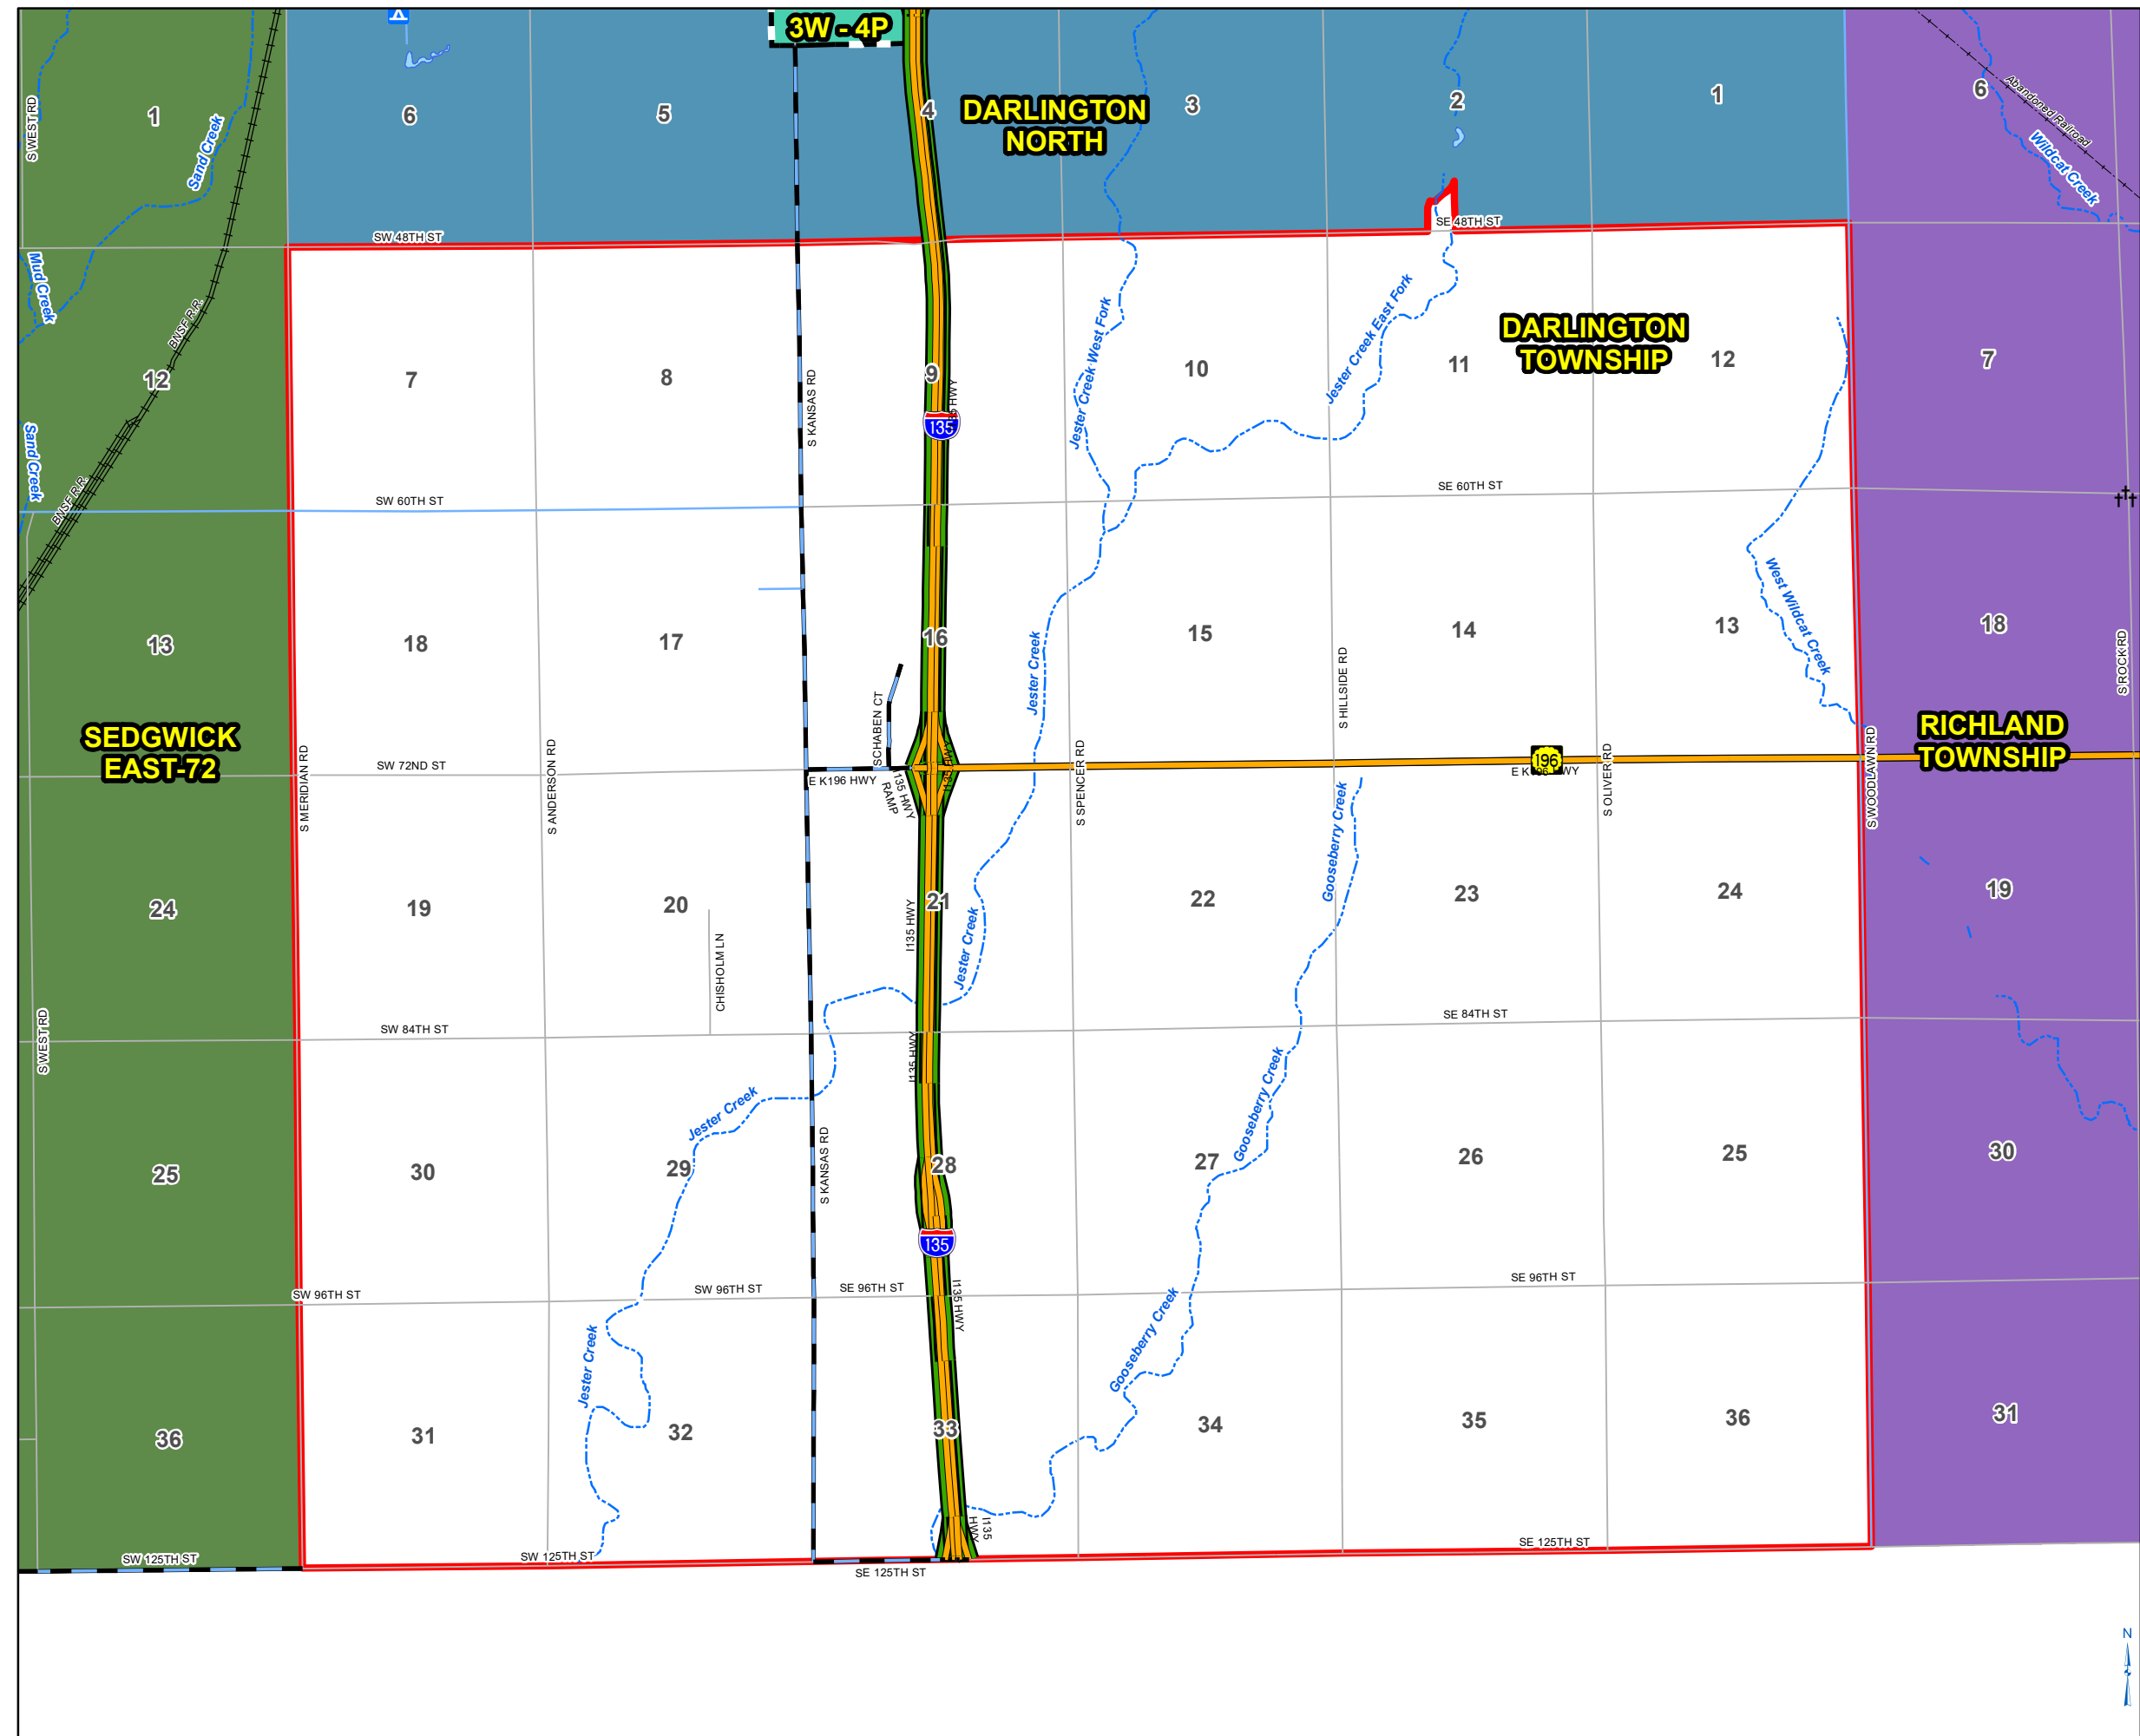 3W - 4P
DARLINGTON
NORTH
1
6
5
4
3
2
1
6
S WEST RD
Sand Creek
Abandoned Railroad
Wildcat Creek
SW 48TH ST
SE 48TH ST
Mud Creek
BNSF R.R.
12
7
8
9
10
11
12
7
DARLINGTON
TOWNSHIP
S KANSAS RD
135
Jester Creek West Fork
Jester Creek East Fork
Sand Creek
BNSF R.R.
SW 60TH ST
SE 60TH ST
13
18
17
16
15
14
13
18
Jester Creek
West Wildcat Creek
S HILLSIDE RD
S ROCK RD
SCHABEN CT
SEDGWICK
EAST-72
RICHLAND
TOWNSHIP
SW 72ND ST
E K196 HWY
I135 HWY
RAMP
196
S MERIDIAN RD
S ANDERSON RD
S SPENCER RD
S OLIVER RD
S WOODLAWN RD
Gooseberry Creek
24
19
20
21
22
23
24
19
I135 HWY
Jester Creek
CHISHOLM LN
S WEST RD
SW 84TH ST
SE 84TH ST
I135 HWY
Jester Creek
Gooseberry Creek
25
30
29
28
27
26
25
30
S KANSAS RD
135
SW 96TH ST
SW 96TH ST
SE 96TH ST
SE 96TH ST
I135 HWY
Jester Creek
Gooseberry Creek
36
31
32
33
34
35
36
31
I135
HWY
SW 125TH ST
SW 125TH ST
SE 125TH ST
SE 125TH ST
N